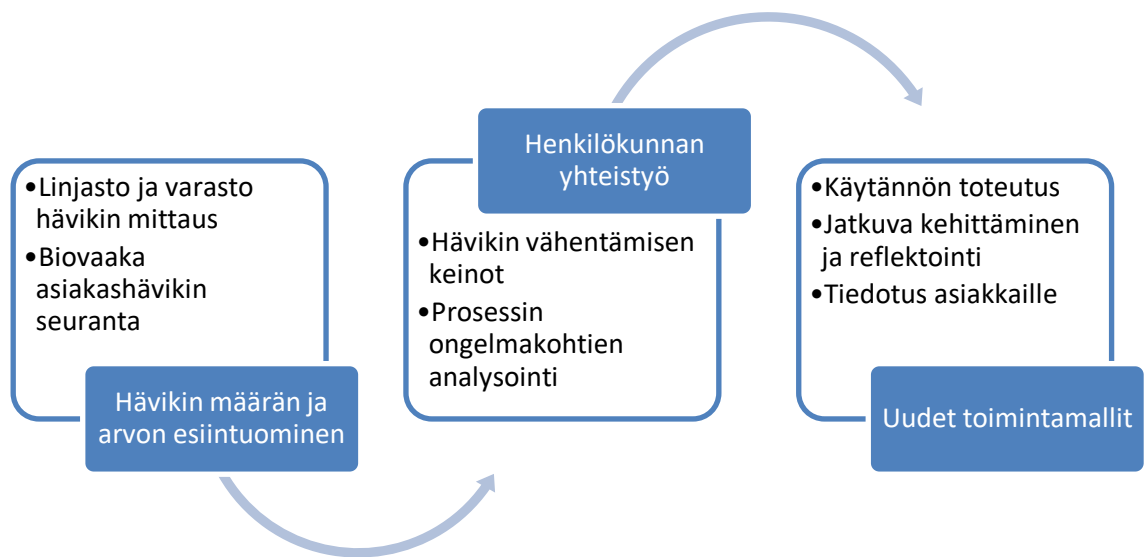 •Linjasto ja varasto
hävikin mittaus
•Biovaaka
asiakashävikin
seuranta
Hävikin määrän ja
arvon esiintuominen
Henkilökunnan
yhteistyö
•Hävikin vähentämisen
keinot
•Prosessin
ongelmakohtien
analysointi
•Käytännön toteutus
•Jatkuva kehittäminen
ja reflektointi
•Tiedotus asiakkaille
Uudet toimintamallit